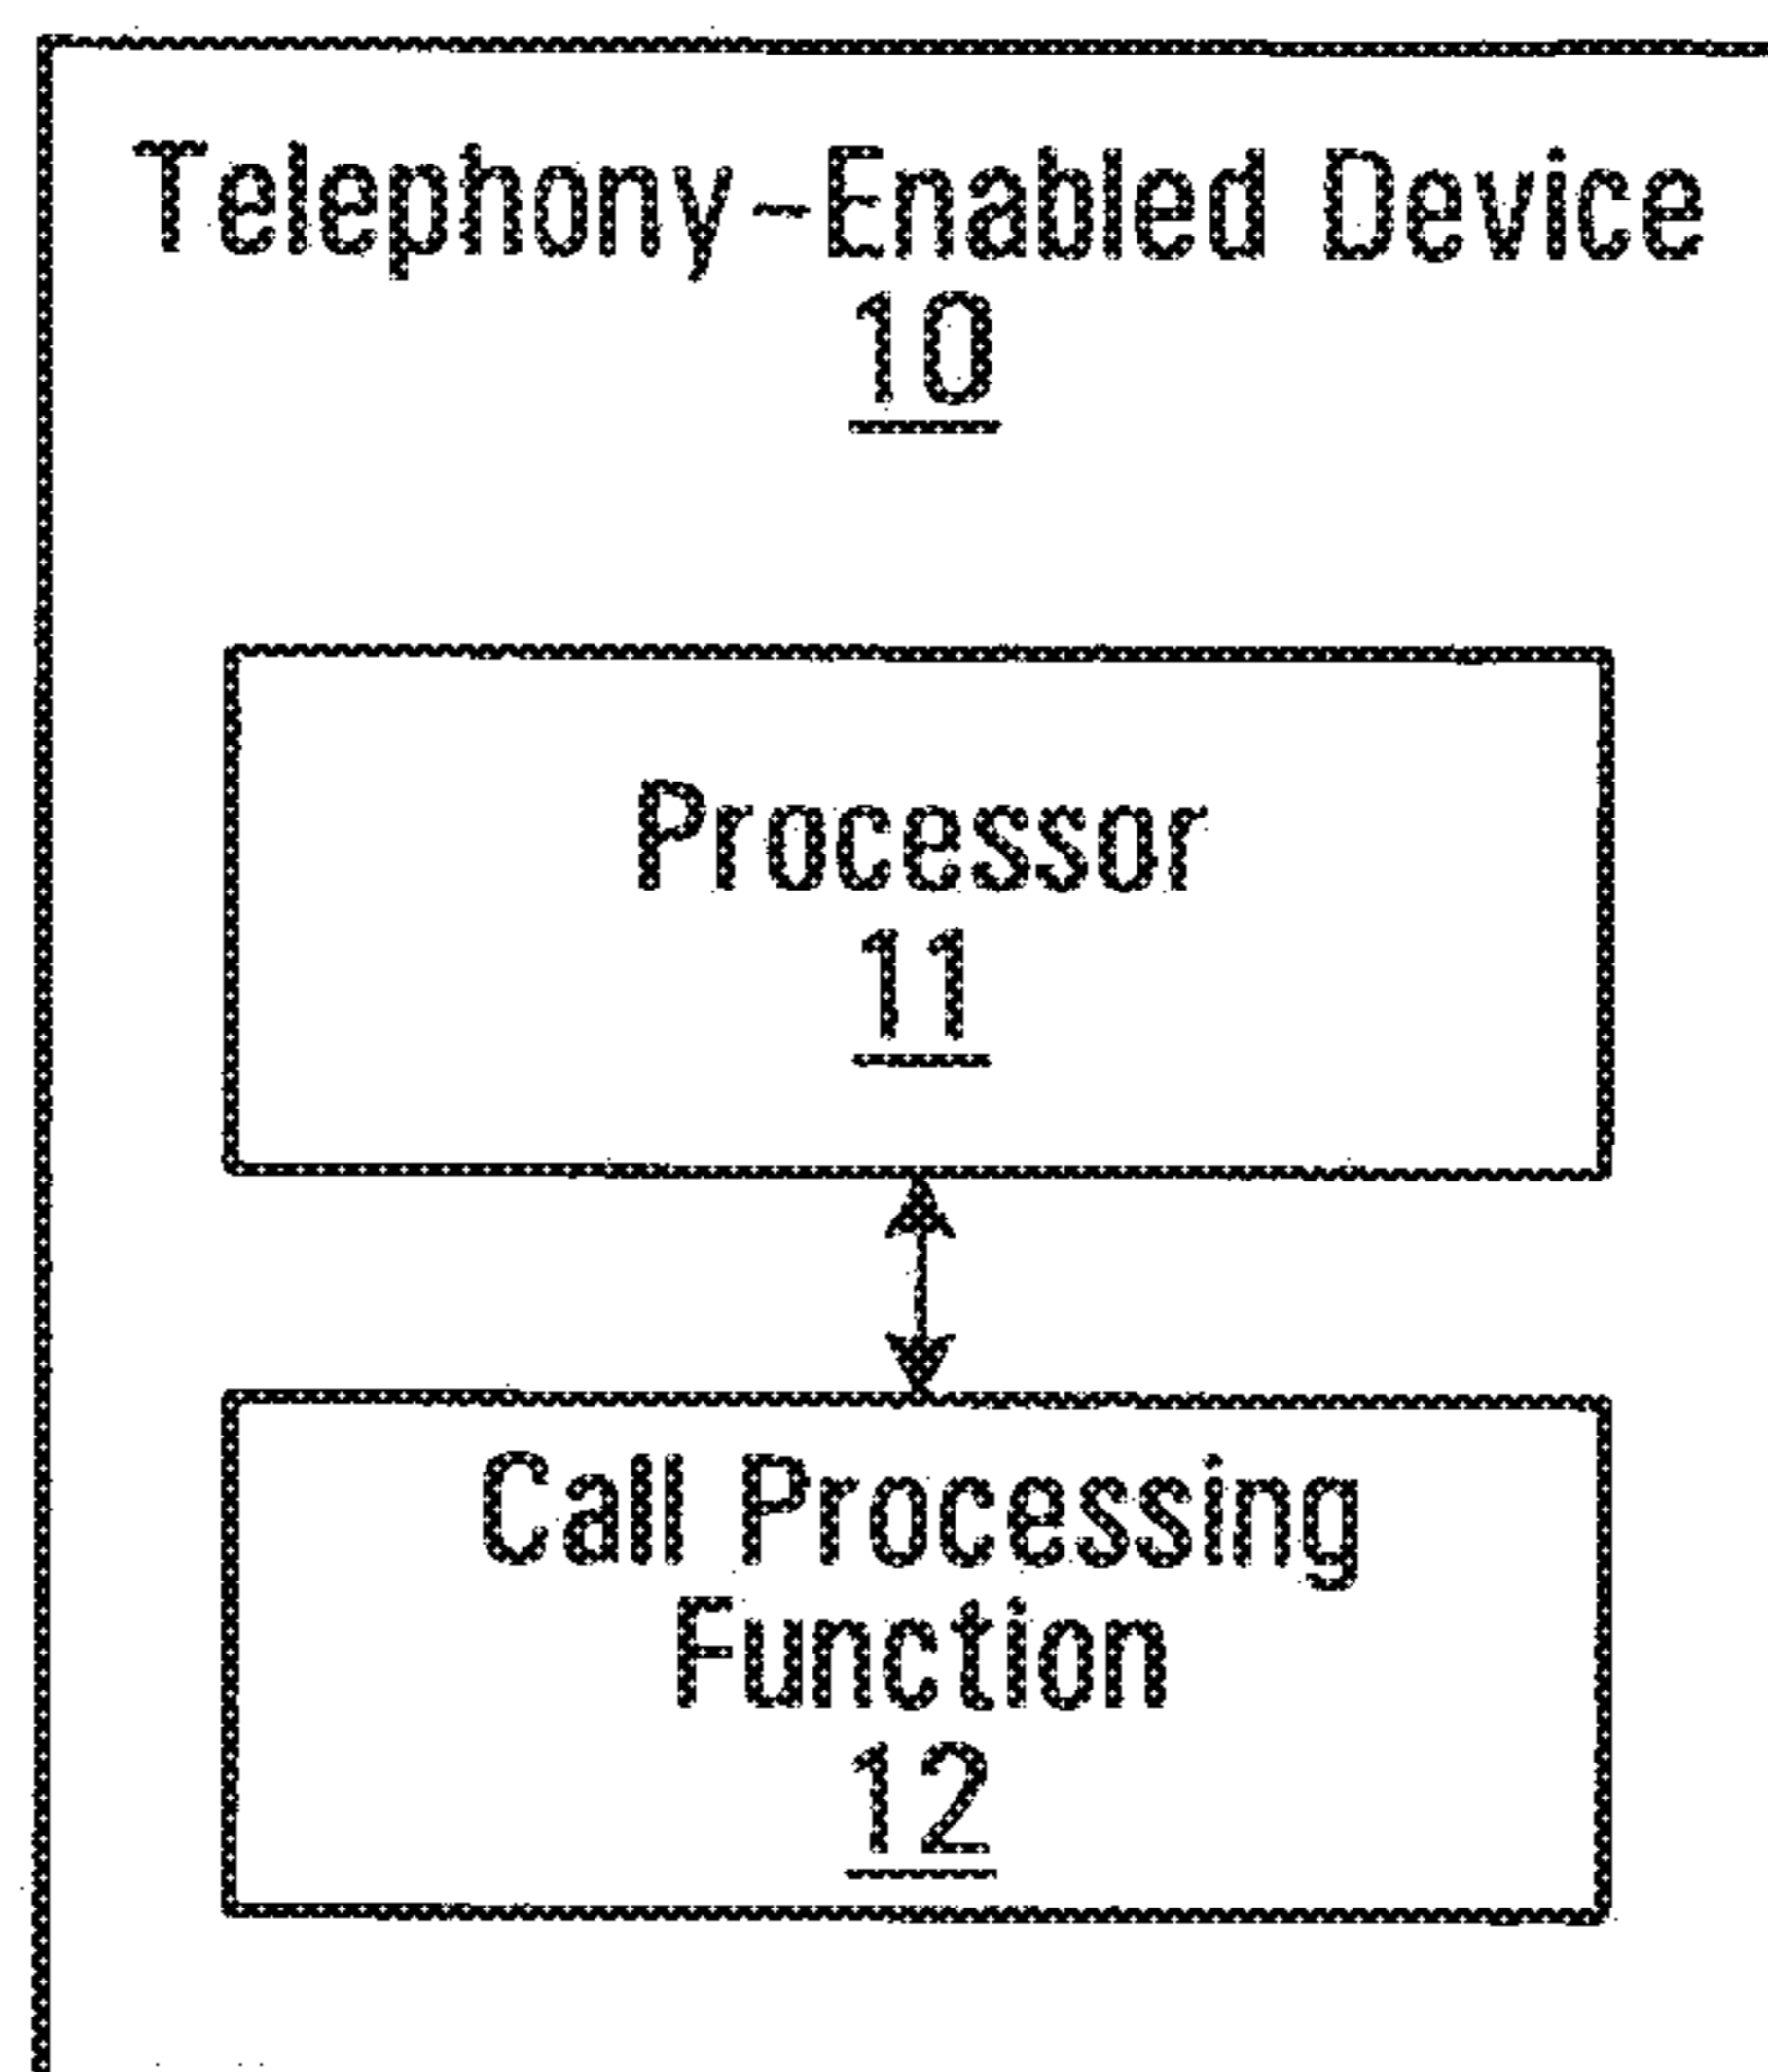 Telephony-Enabled Device
10
Processor
11
Call Processing
Function
12